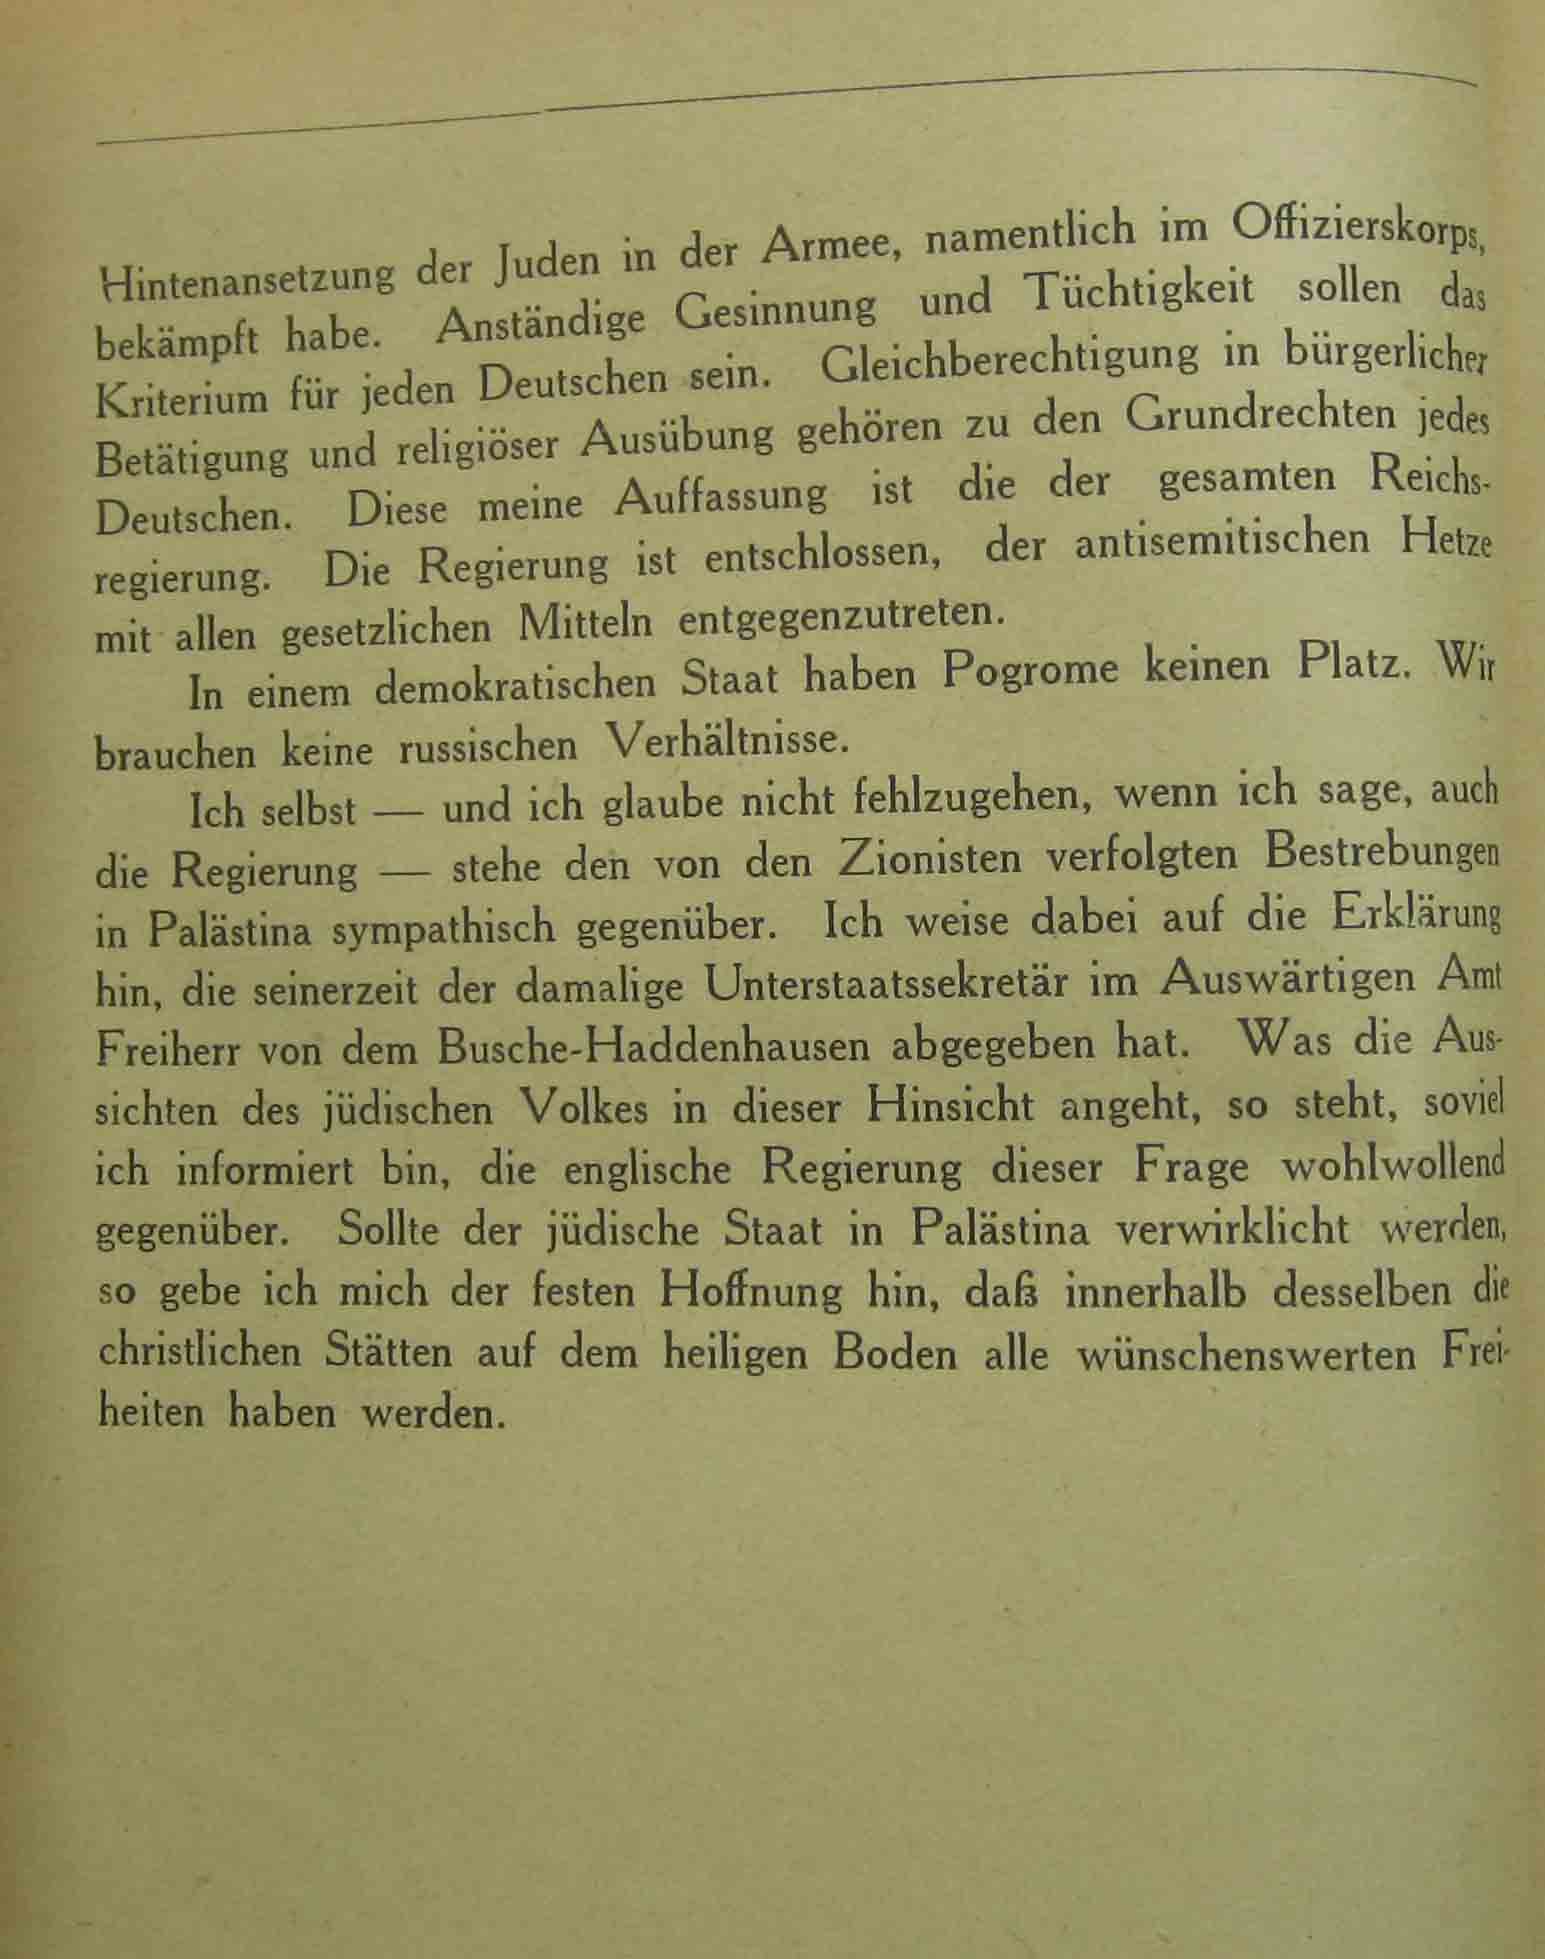 Hintenansetzung der Juden in der Armee, namentlich im Offizierskorps,
bekämpft habe. Anständige Gesinnung und Tüchtigkeit sollen das
Kriterium für jeden Deutschen sein. Gleichberechtigung in bürgerlicher
Betätigung und religiöser Ausübung gehören zu den Grundrechten jedes
Deutschen. Diese meine Auffassung ist die der gesamten Reichs-
regierung. Die Regierung ist entschlossen, der antisemitischen Hetze
mit allen gesetzlichen Mitteln entgegenzutreten.
In einem demokratischen Staat haben Pogrome keinen Platz. Wir
brauchen keine russischen Verhältnisse.
Ich selbst — und ich glaube nicht fehlzugehen, wenn ich sage, auch
die Regierung — stehe den von den Zionisten verfolgten Bestrebungen
in Palästina sympathisch gegenüber. Ich weise dabei auf die Erklärung
hin, die seinerzeit der damalige Unterstaatssekretär im Auswärtigen Amt
Freiherr von dem Busche-Haddenhausen abgegeben hat. Was die Aus-
sichten des jüdischen Volkes in dieser Hinsicht angeht, so steht, soviel
ich informiert bin, die englische Regierung dieser Frage wohlwollend
gegenüber. Sollte der jüdische Staat in Palästina verwirklicht werden,
so gebe ich mich der festen Hoffnung hin, daß innerhalb desselben die
christlichen Stätten auf dem heiligen Boden alle wünschenswerten Frei-
heiten haben werden.